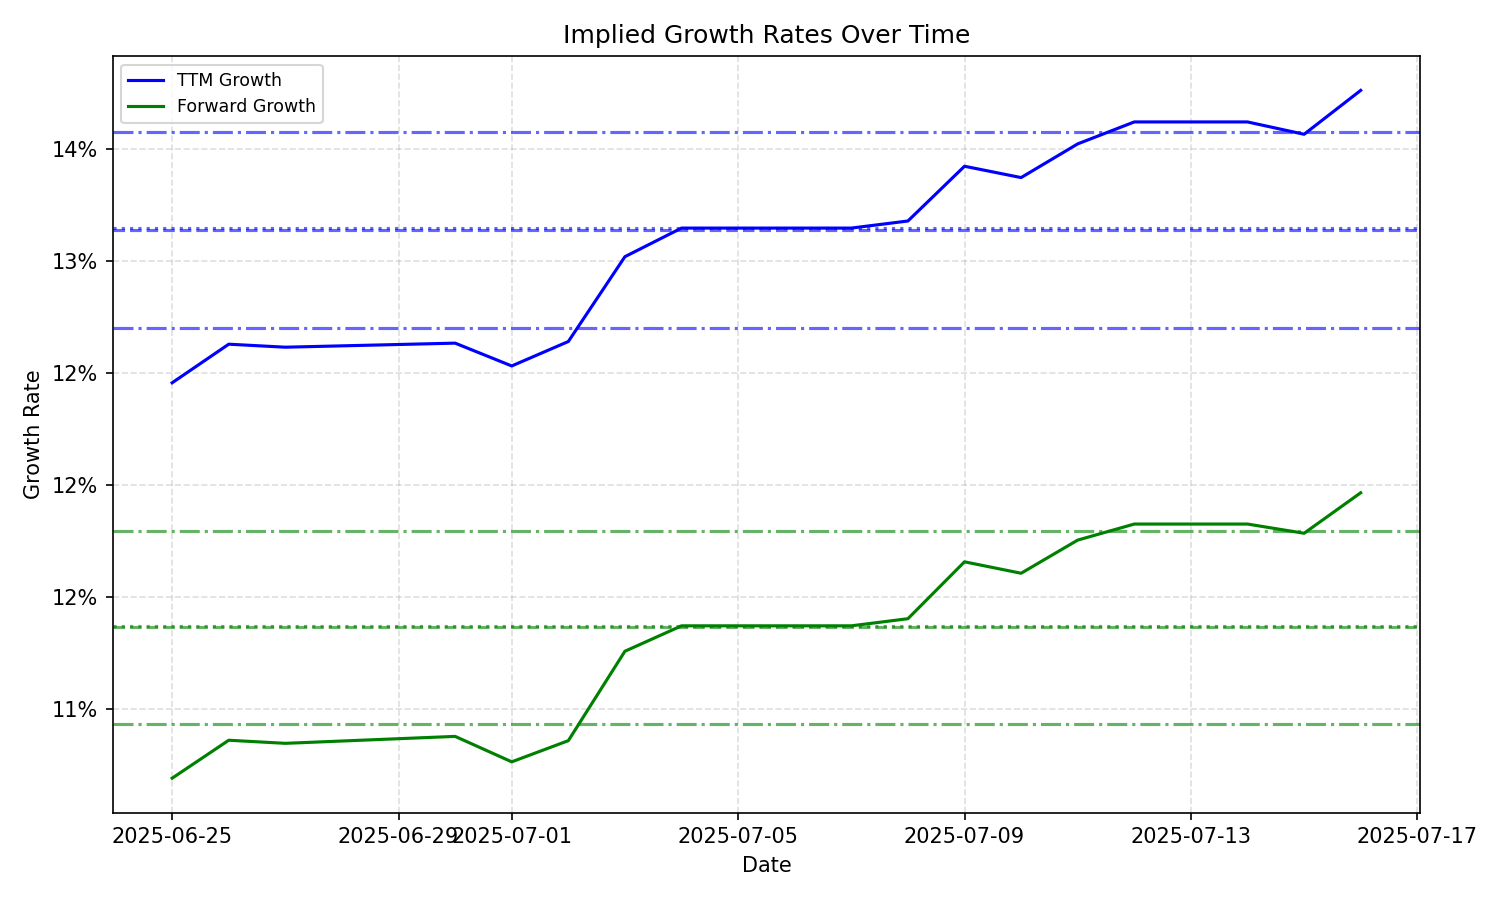 Implied Growth Rates Over Time
TTM Growth
Forward Growth
14%
13%
12%
12%
12%
11%
Growth Rate
2025-06-25
2025-06-29
2025-07-01
2025-07-05
2025-07-09
2025-07-13
2025-07-17
Date